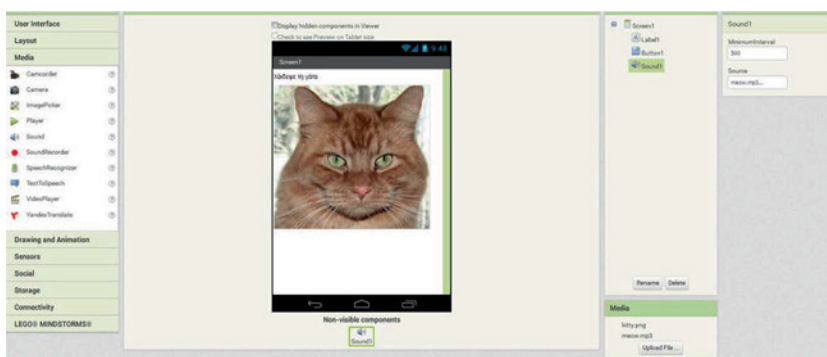 User Interface
Layout
Media
Camcorder
Camera
ImagePicker
Player
Sound
SoundRecorder
SpeechRecognizer
TextToSpeech
VideoPlayer
YandexTranslate
Drawing and Animation
Sensors
Social
Storage
Connectivity
LEGO® MINDSTORMS®
Display hidden components in Viewer
Check to see Preview on Tablet size
9:48
Screen1
Χάιδεψε τη γάτα
Non-visible components
Sound1
Screen1
Label1
Button1
Sound1
Rename Delete
Media
kitty.png
meow.mp3
Upload File ...
Sound1
MinimumInterval
500
Source
meow.mp3...